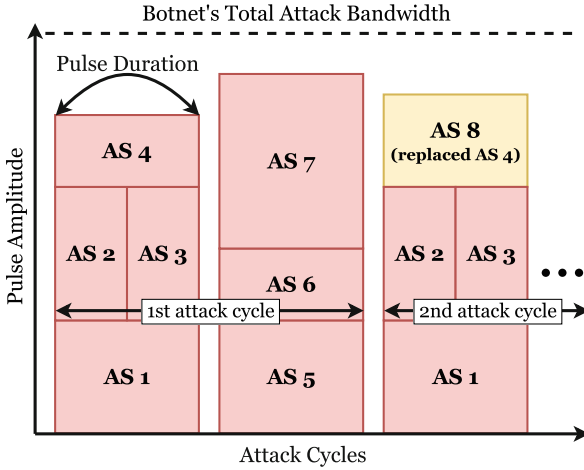 Botnet's Total Attack Bandwidth
Pulse Duration
Pulse Amplitude
AS 4
AS 2
AS 3
AS 1
AS 7
AS 6
AS 5
AS 8
(replaced AS 4)
AS 2
AS 3
AS 1
1st attack cycle
2nd attack cycle
•••
Attack Cycles